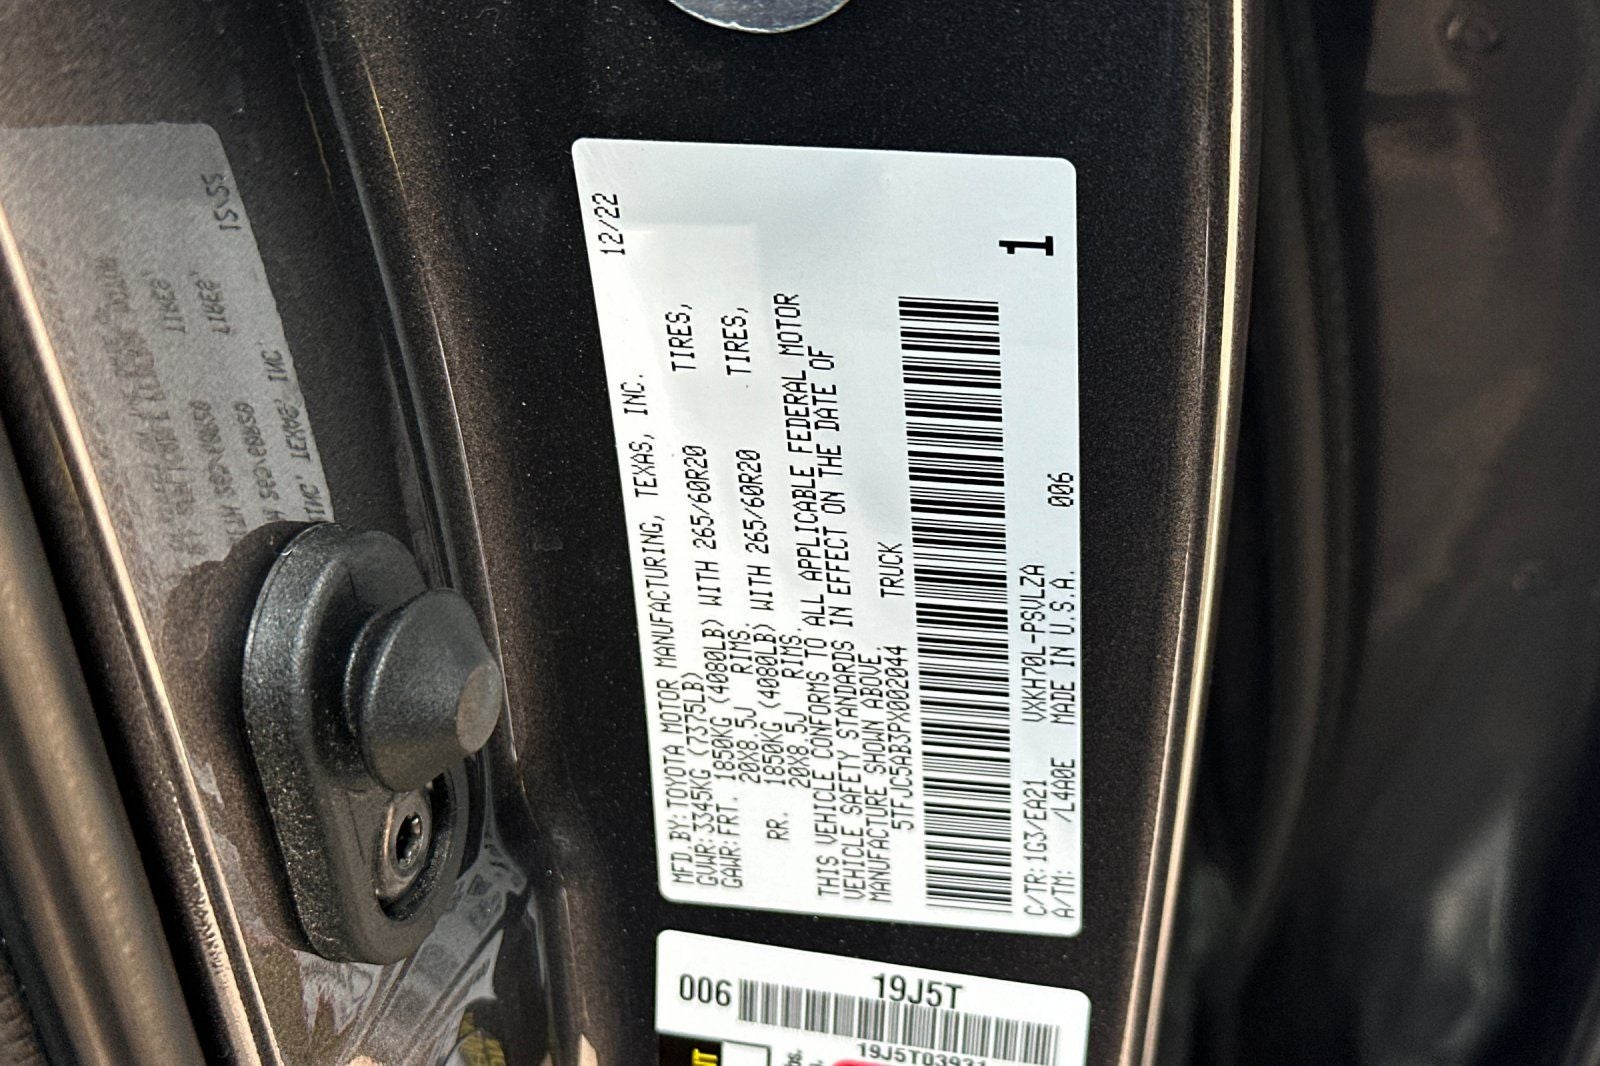 12/22
MFD.BY: TOYOTA MOTOR MANUFACTURING, TEXAS, INC.
GVWR:3345KG (7375LB)
GAWR:FRT. 1850KG (4080LB) WITH 265/60R20 TIRES,
20X8.5J RIMS.
RR. 1850KG (4080LB) WITH 265/60R20 TIRES,
20X8.5J RIMS.
THIS VEHICLE CONFORMS TO ALL APPLICABLE FEDERAL MOTOR
VEHICLE SAFETY STANDARDS IN EFFECT ON THE DATE OF
MANUFACTURE SHOWN ABOVE.
5TFJC5AB3PX002044 TRUCK
1
C/TR:1G3/EA21 VXKH70L-PSVLZA 006
A/TM: /L4A0E MADE IN U.S.A.
19J5T
006